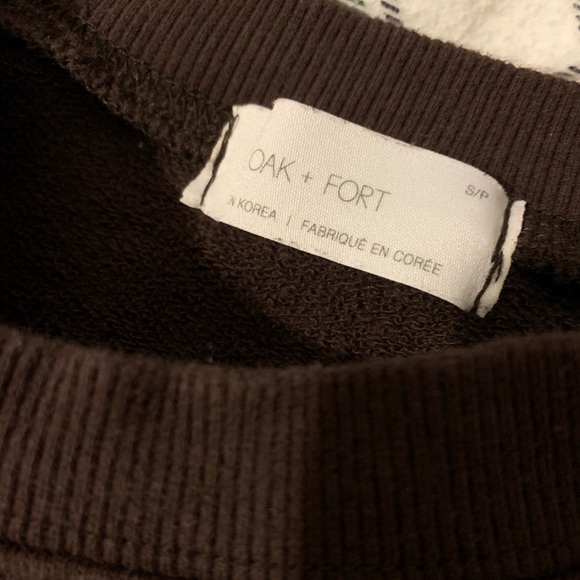 OAK + FORT
S/P
N KOREA | FABRIQUÉ EN CORÉE